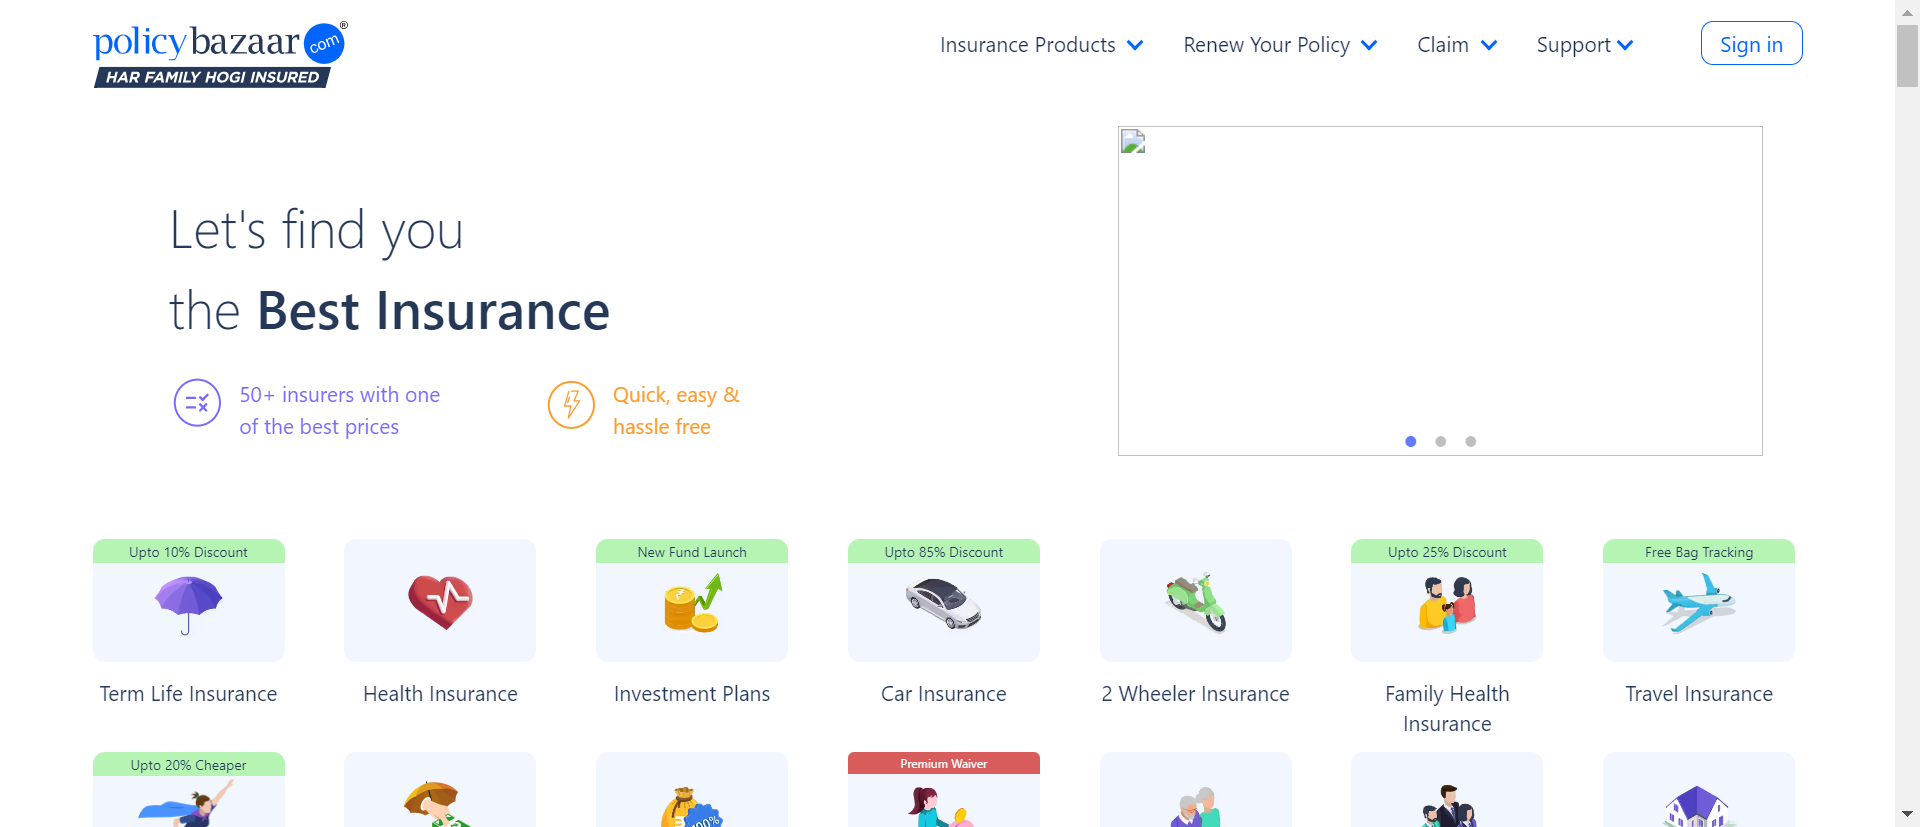 policybazaar com ®
HAR FAMILY HOGI INSURED
Insurance Products
Renew Your Policy
Claim
Support
Sign in
Let's find you
the Best Insurance
50+ insurers with one
of the best prices
Quick, easy &
hassle free
Upto 10% Discount
Term Life Insurance
Health Insurance
New Fund Launch
Investment Plans
Upto 85% Discount
Car Insurance
2 Wheeler Insurance
Upto 25% Discount
Family Health
Insurance
Free Bag Tracking
Travel Insurance
Upto 20% Cheaper
100%
Premium Waiver